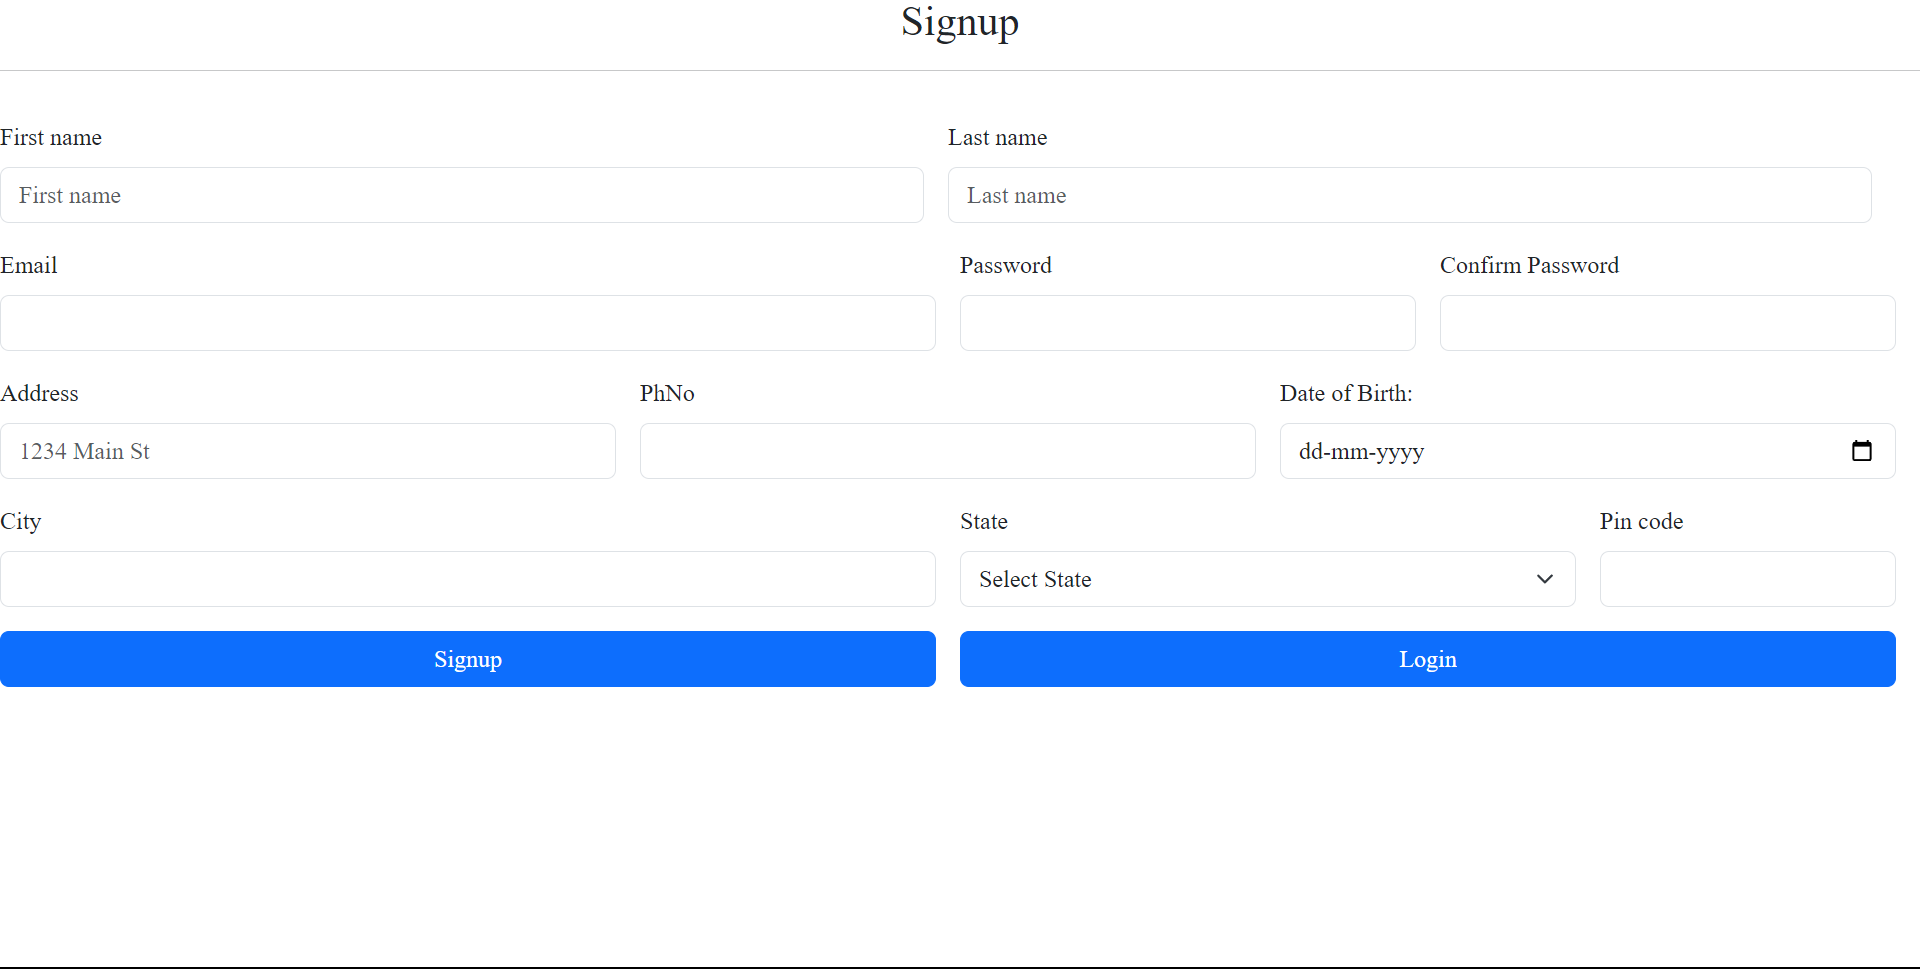 Signup
First name Last name
First name Last name
Email Password Confirm Password
Address PhNo Date of Birth:
1234 Main St dd-mm-yyyy
City State Pin code
Select State
Signup Login